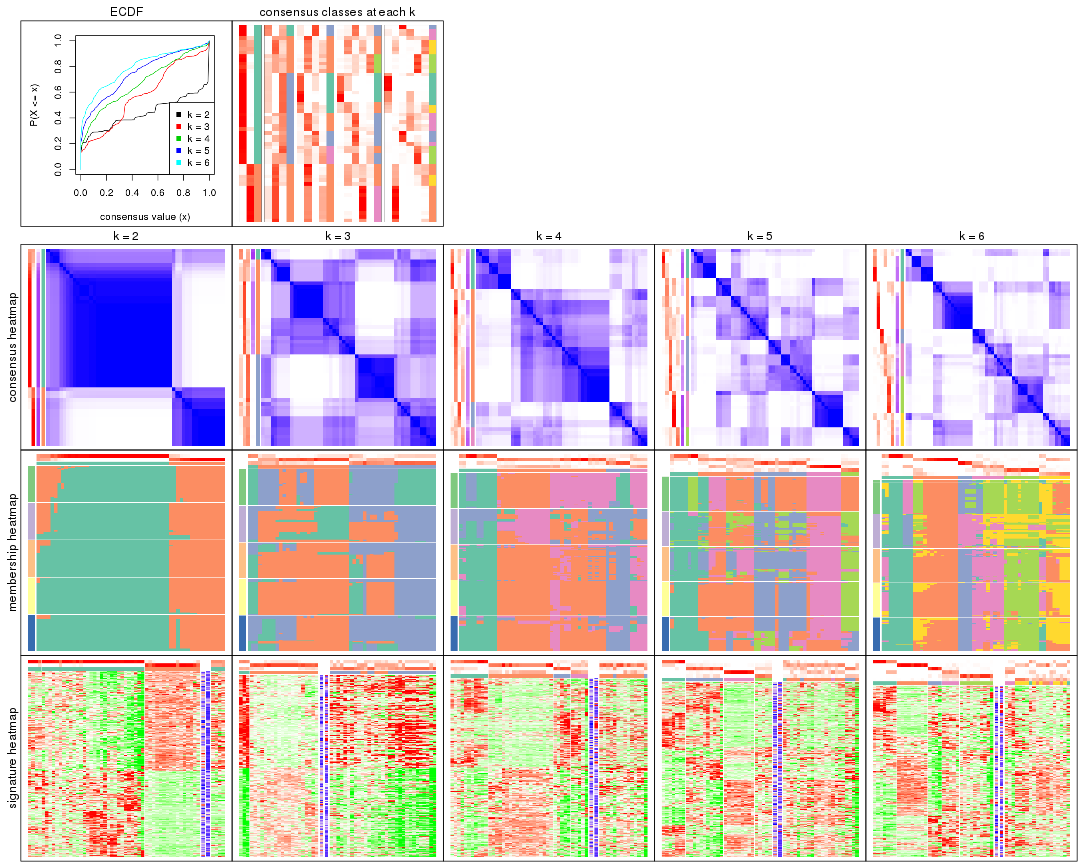 ECDF
consensus classes at each k
P(X <= x)
0.0 0.2 0.4 0.6 0.8 1.0
k = 2
k = 3
k = 4
k = 5
k = 6
0.0 0.2 0.4 0.6 0.8 1.0
consensus value (x)
k = 2
k = 3
k = 4
k = 5
k = 6
consensus heatmap
membership heatmap
signature heatmap